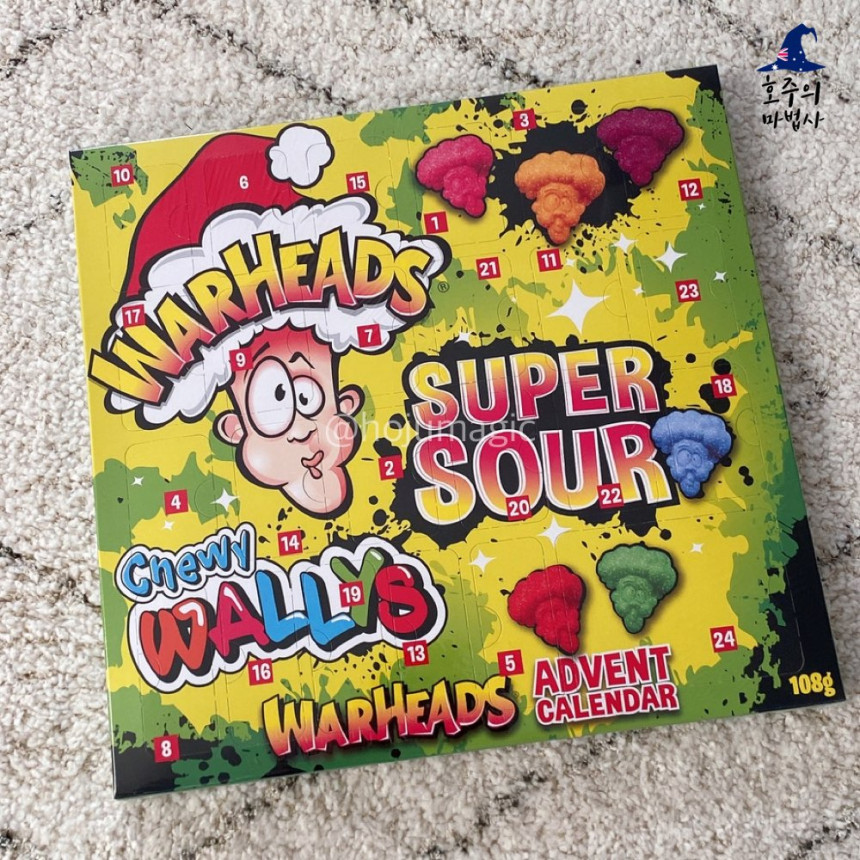 호주의
마법사
3
10
6
15
12
1
WARHEADS®
21
11
23
17
7
9
18
SUPER
SOUR
@hojumagic
2
4
20
22
14
Chewy
WALLYS
19
13
16
5
24
WARHEADS
ADVENT
CALENDAR
108g
8